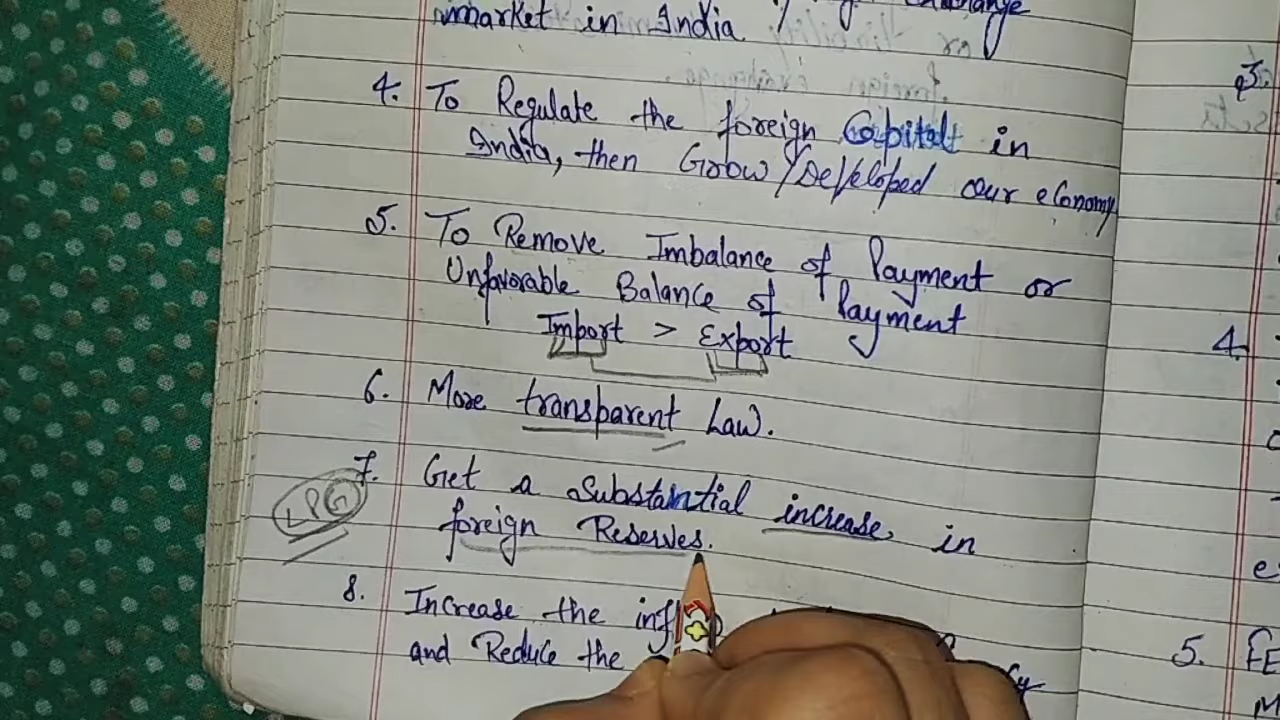 market in India.
4. To Regulate the foreign Capital in
India, then Grow/Developed our economy
5. To Remove Imbalance of Payment or
Unfavorable Balance of Payment
Import > Export
6. More transparent Law.
LPG
7. Get a Substantial increase in
foreign Reserves.
8. Increase the
and Reduce the
3.
4.
5.